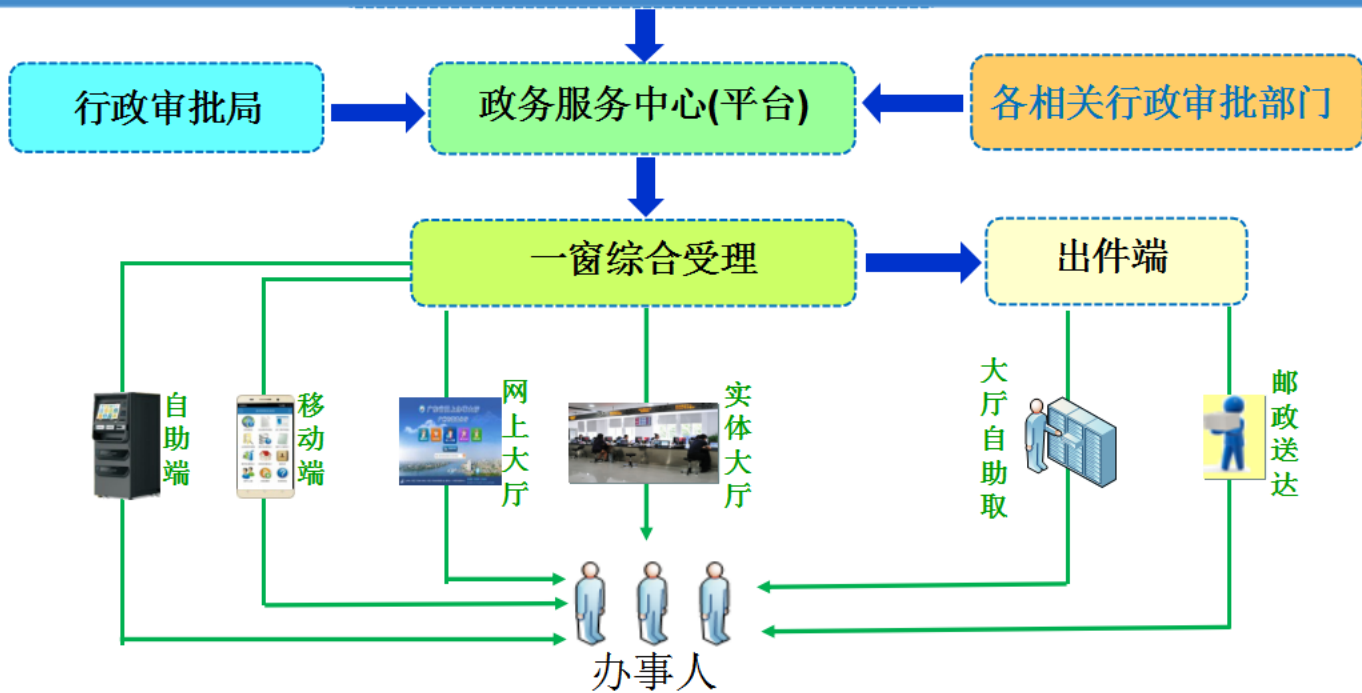 行政审批局
政务服务中心(平台)
各相关行政审批部门
一窗综合受理
出件端
自助端
移动端
网上大厅
实体大厅
大厅自助取
邮政送达
办事人